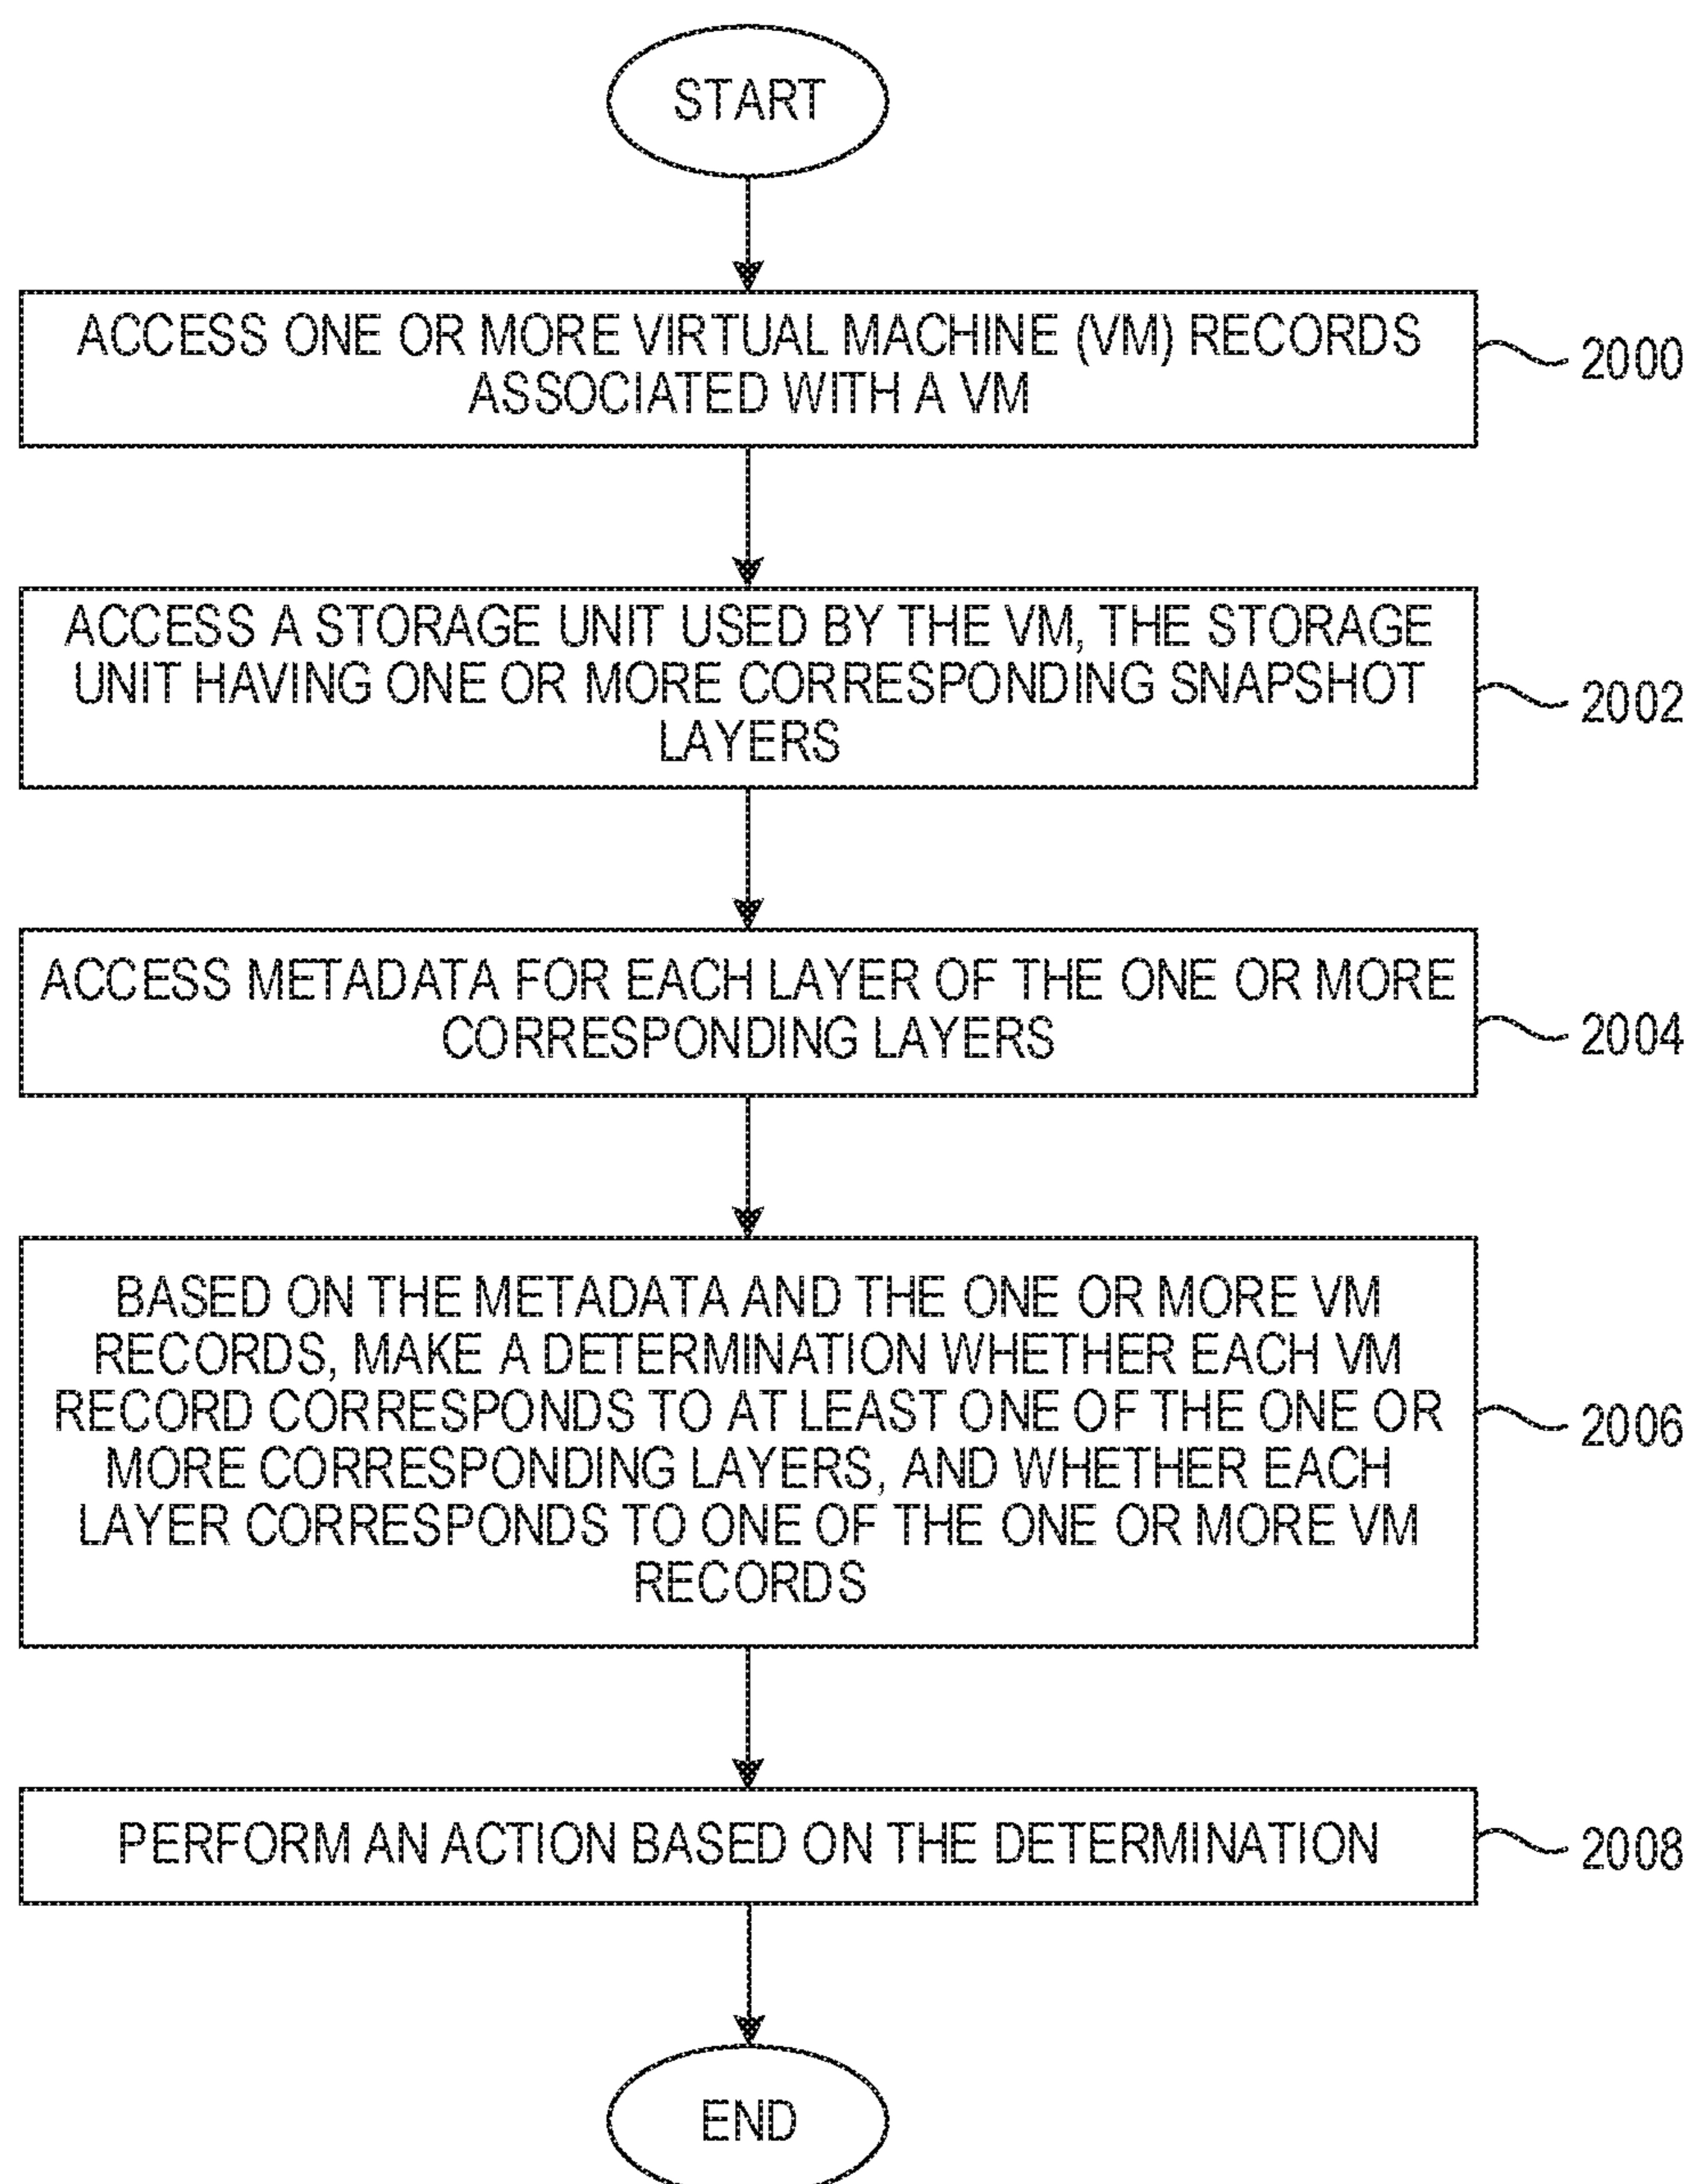 START
ACCESS ONE OR MORE VIRTUAL MACHINE (VM) RECORDS
ASSOCIATED WITH A VM
2000
ACCESS A STORAGE UNIT USED BY THE VM, THE STORAGE
UNIT HAVING ONE OR MORE CORRESPONDING SNAPSHOT
LAYERS
2002
ACCESS METADATA FOR EACH LAYER OF THE ONE OR MORE
CORRESPONDING LAYERS
2004
BASED ON THE METADATA AND THE ONE OR MORE VM
RECORDS, MAKE A DETERMINATION WHETHER EACH VM
RECORD CORRESPONDS TO AT LEAST ONE OF THE ONE OR
MORE CORRESPONDING LAYERS, AND WHETHER EACH
LAYER CORRESPONDS TO ONE OF THE ONE OR MORE VM
RECORDS
2006
PERFORM AN ACTION BASED ON THE DETERMINATION
2008
END